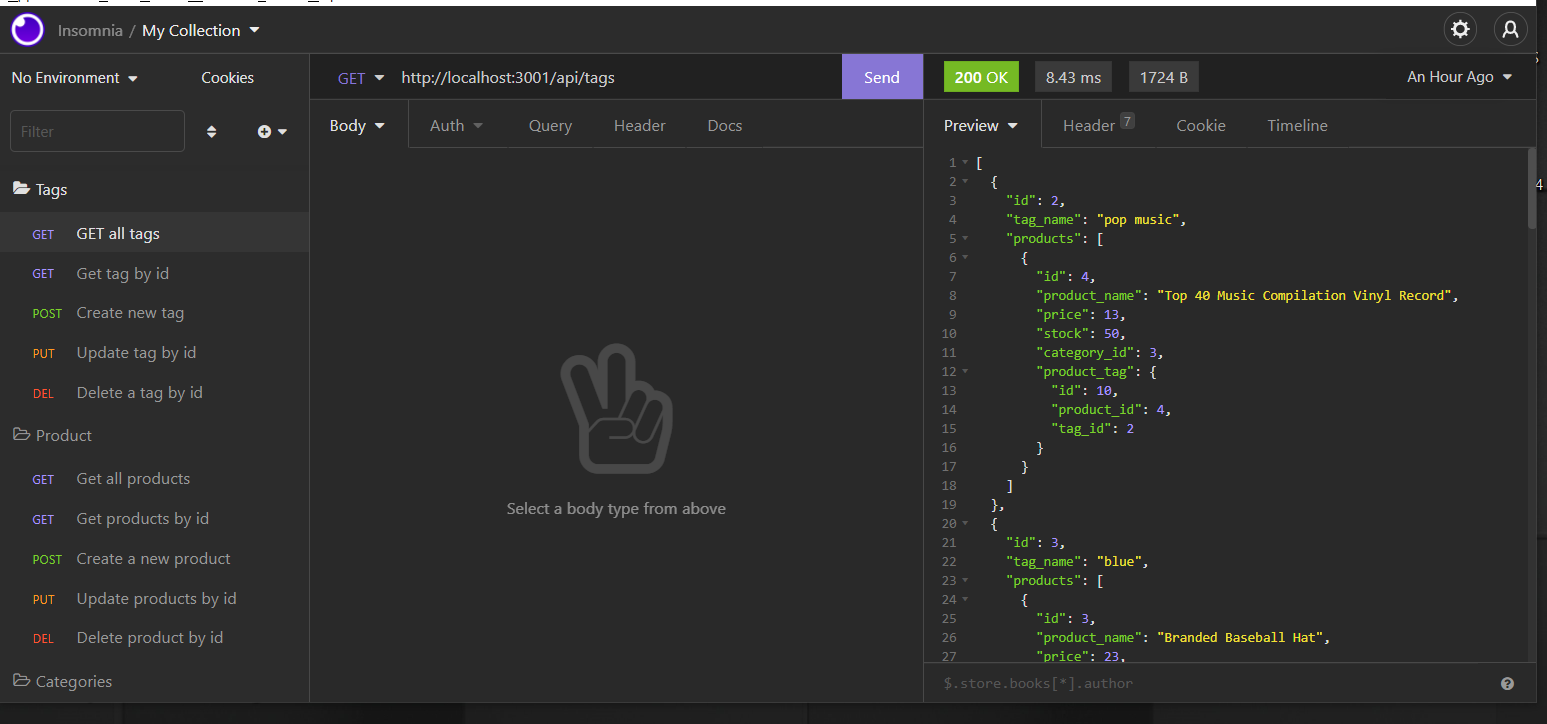 Insomnia / My Collection
No Environment
Cookies
Filter
Tags
GET GET all tags
GET Get tag by id
POST Create new tag
PUT Update tag by id
DEL Delete a tag by id
Product
GET Get all products
GET Get products by id
POST Create a new product
PUT Update products by id
DEL Delete product by id
Categories
GET http://localhost:3001/api/tags Send
Body Auth Query Header Docs
Select a body type from above
200 OK 8.43 ms 1724 B An Hour Ago
Preview Header 7 Cookie Timeline
1 [
2 {
3 "id": 2,
4 "tag_name": "pop music",
5 "products": [
6 {
7 "id": 4,
8 "product_name": "Top 40 Music Compilation Vinyl Record",
9 "price": 13,
10 "stock": 50,
11 "category_id": 3,
12 "product_tag": {
13 "id": 10,
14 "product_id": 4,
15 "tag_id": 2
16 }
17 }
18 ]
19 },
20 {
21 "id": 3,
22 "tag_name": "blue",
23 "products": [
24 {
25 "id": 3,
26 "product_name": "Branded Baseball Hat",
27 "price": 23,
$.store.books[*].author
4